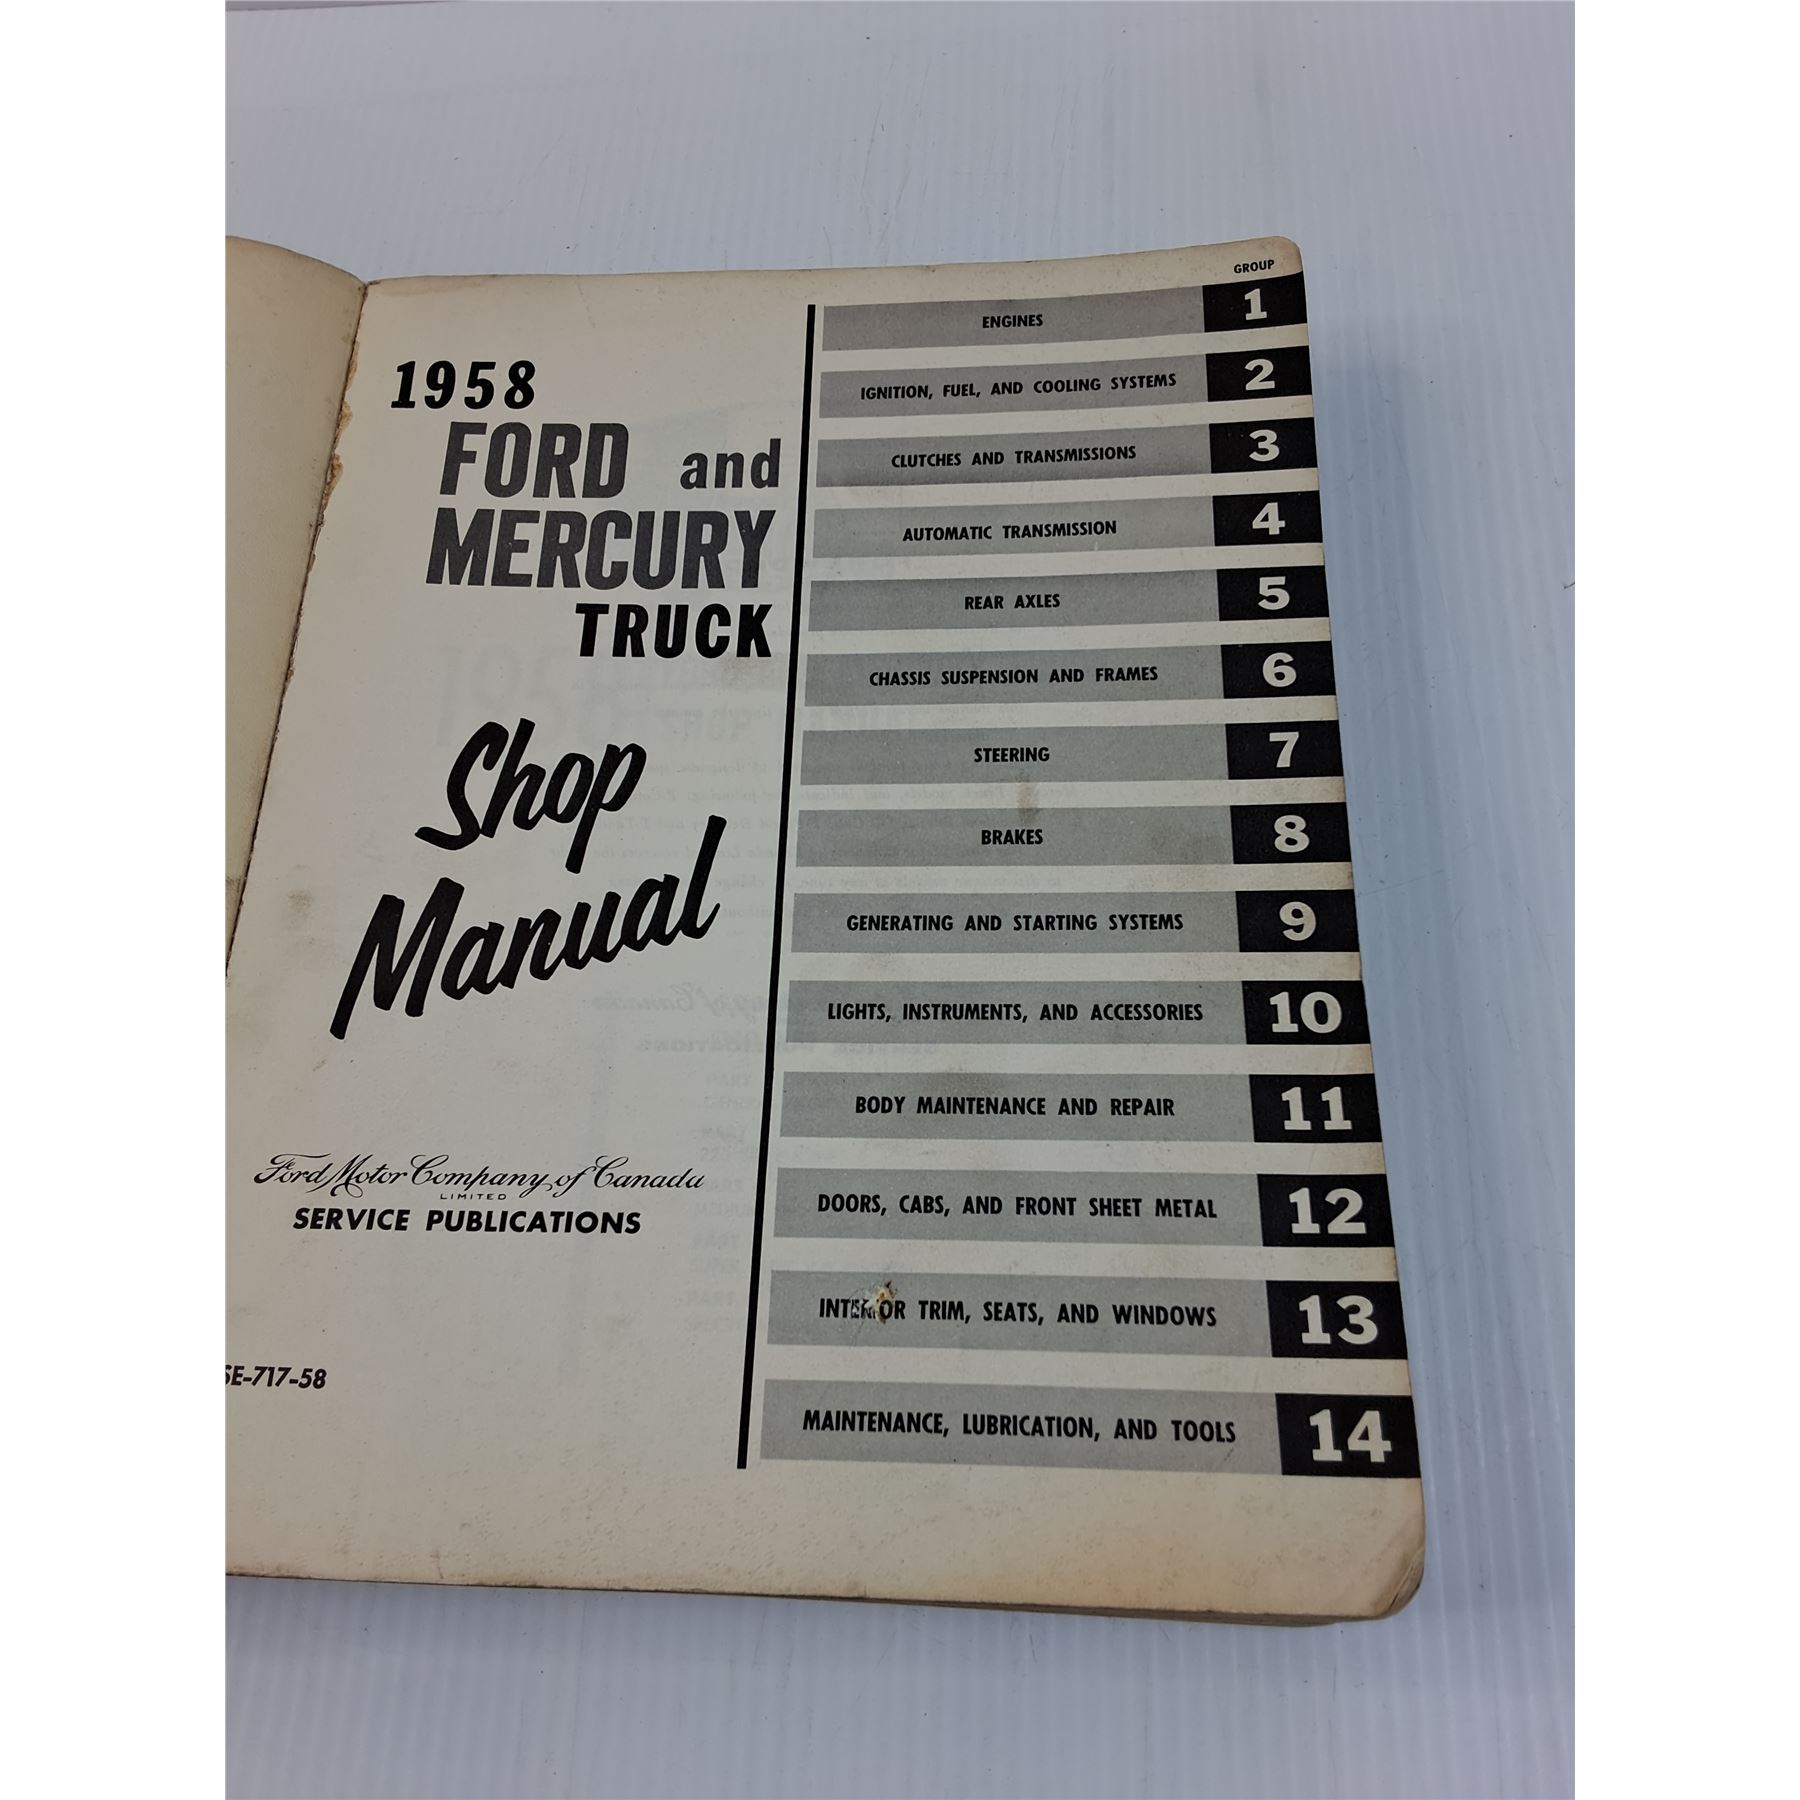 1958
FORD and
MERCURY
TRUCK
Shop
Manual
Ford Motor Company of Canada
LIMITED
SERVICE PUBLICATIONS
SE-717-58
GROUP
ENGINES 1
IGNITION, FUEL, AND COOLING SYSTEMS 2
CLUTCHES AND TRANSMISSIONS 3
AUTOMATIC TRANSMISSION 4
REAR AXLES 5
CHASSIS SUSPENSION AND FRAMES 6
STEERING 7
BRAKES 8
GENERATING AND STARTING SYSTEMS 9
LIGHTS, INSTRUMENTS, AND ACCESSORIES 10
BODY MAINTENANCE AND REPAIR 11
DOORS, CABS, AND FRONT SHEET METAL 12
INTERIOR TRIM, SEATS, AND WINDOWS 13
MAINTENANCE, LUBRICATION, AND TOOLS 14